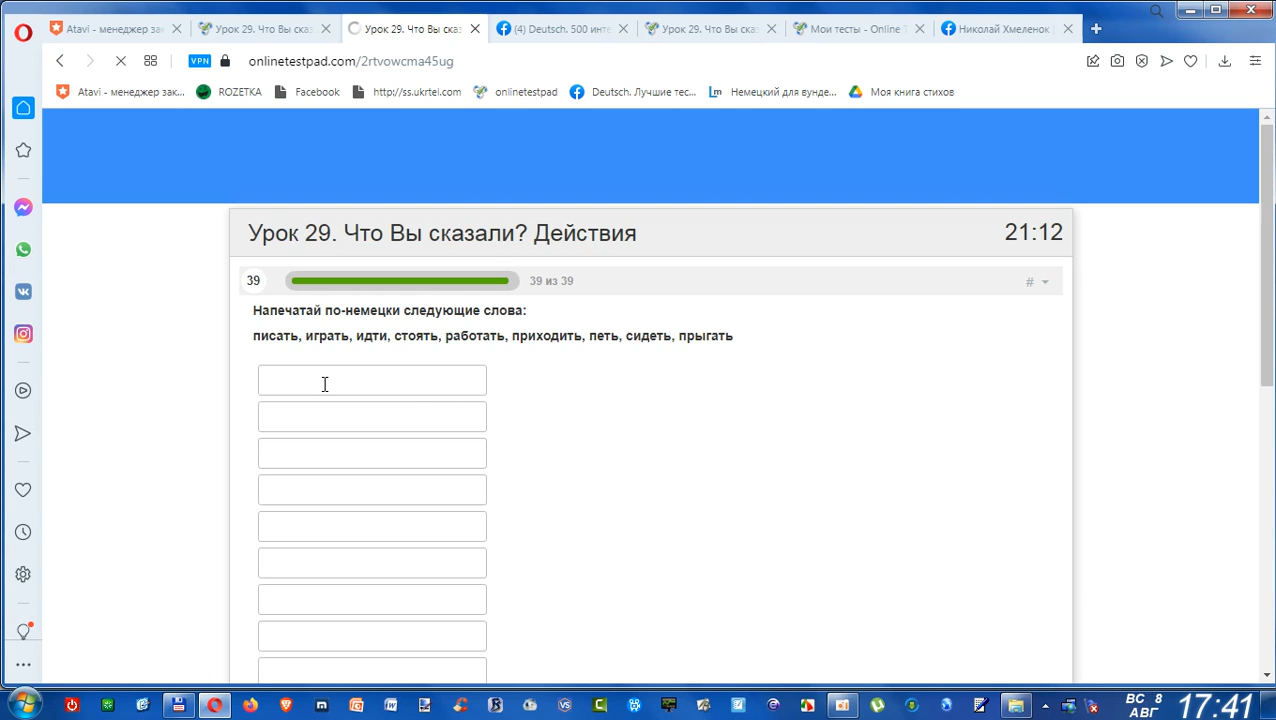 Atavi - менеджер за
Урок 29. Что Вы сказ
Урок 29. Что Вы сказ
(4) Deutsch. 500 инте
Урок 29. Что Вы сказ
Мои тесты - Online T
Николай Хмеленок
VPN
onlinetestpad.com/2rtvowcma45ug
Atavi - менеджер зак...
ROZETKA
Facebook
http://ss.ukrtel.com
onlinetestpad
Deutsch. Лучшие тес...
Lm
Немецкий для вунде...
Моя книга стихов
Урок 29. Что Вы сказали? Действия
21:12
39
39 из 39
#
Напечатай по-немецки следующие слова:
писать, играть, идти, стоять, работать, приходить, петь, сидеть, прыгать
ВС 8
АВГ
17:41